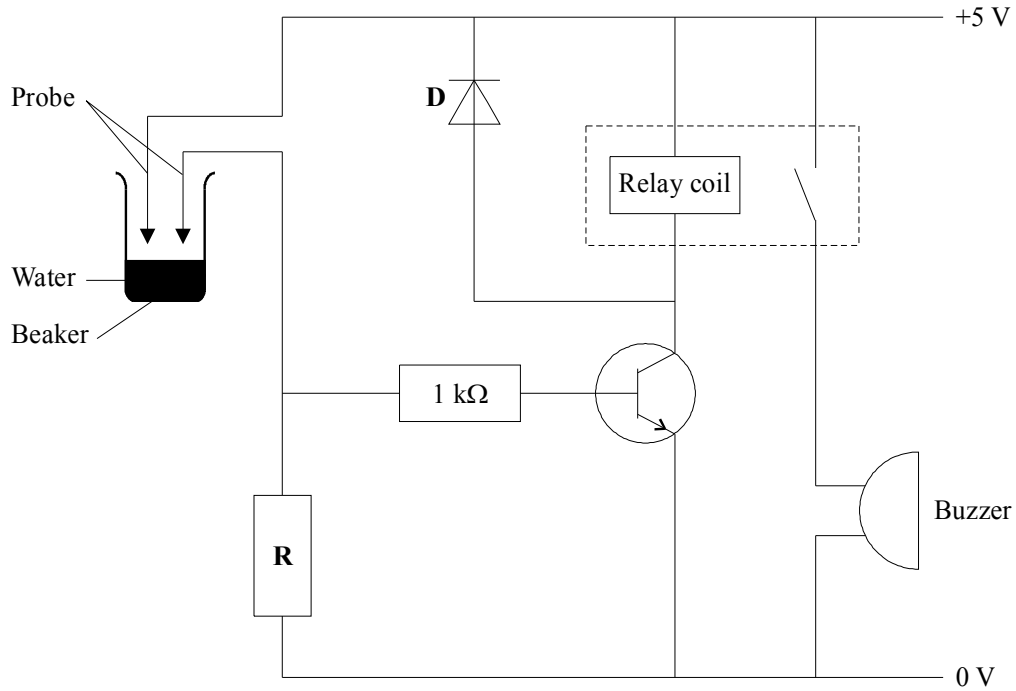 +5 V
Probe
D
Relay coil
Water
Beaker
1 kΩ
Buzzer
R
0 V